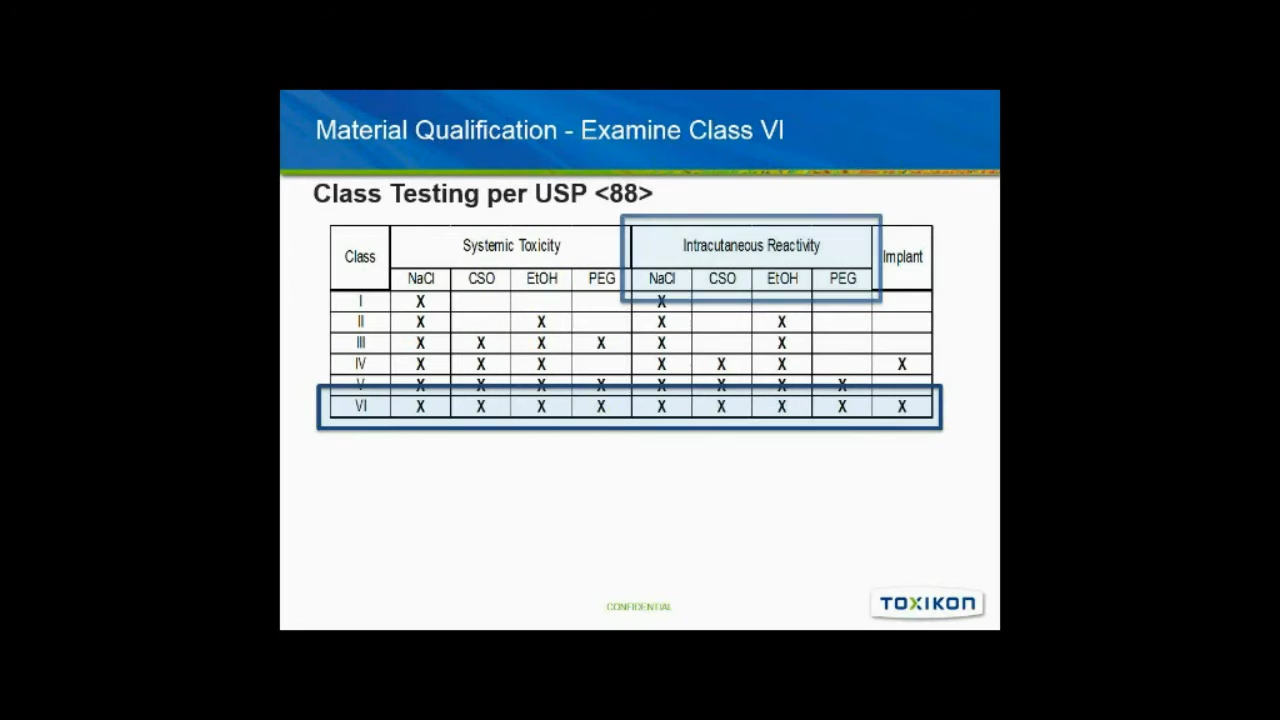 Material Qualification - Examine Class VI
Class Testing per USP <88>
Class Systemic Toxicity Intracutaneous Reactivity Implant
NaCl CSO EtOH PEG NaCl CSO EtOH PEG
I X X
II X X X X
III X X X X X X
IV X X X X X X X
V X X X X X X X X
VI X X X X X X X X X
CONFIDENTIAL
TOXIKON